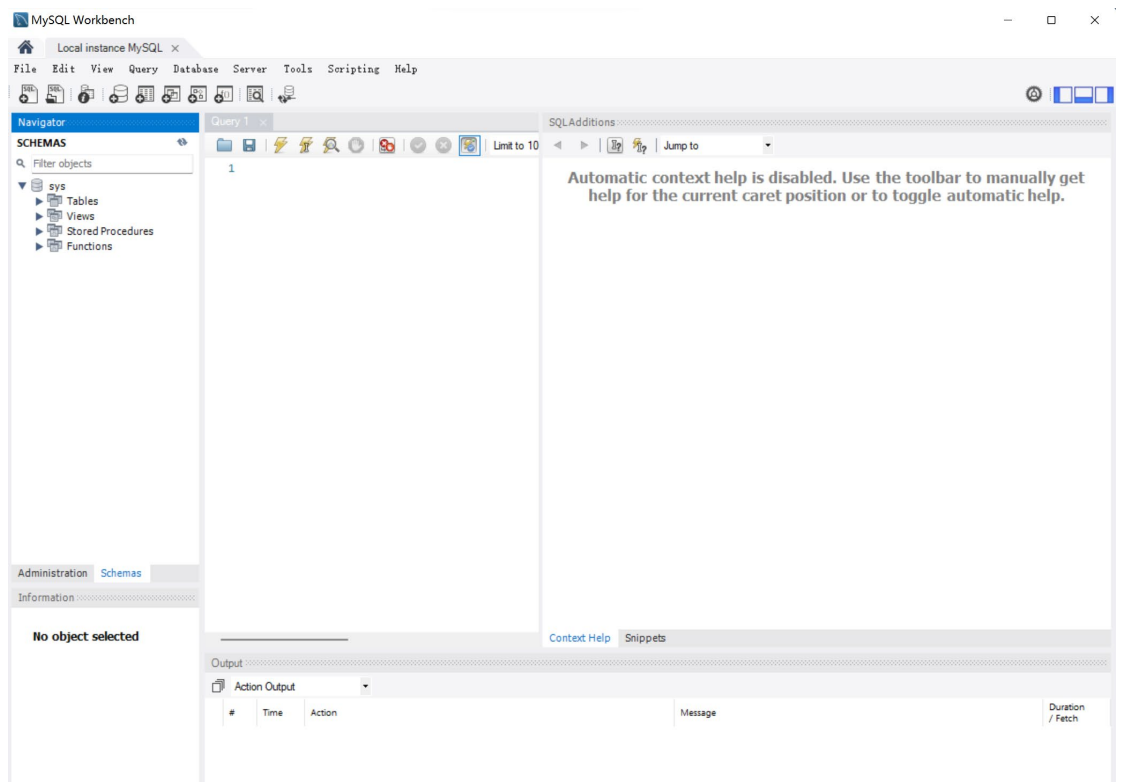 MySQL Workbench
Local instance MySQL
File Edit View Query Database Server Tools Scripting Help
Navigator
SCHEMAS
Filter objects
sys
Tables
Views
Stored Procedures
Functions
Administration Schemas
Information
No object selected
Query 1
Limit to 10
1
SQLAdditions
Jump to
Automatic context help is disabled. Use the toolbar to manually get
help for the current caret position or to toggle automatic help.
Context Help Snippets
Output
Action Output
# Time Action Message Duration
/ Fetch